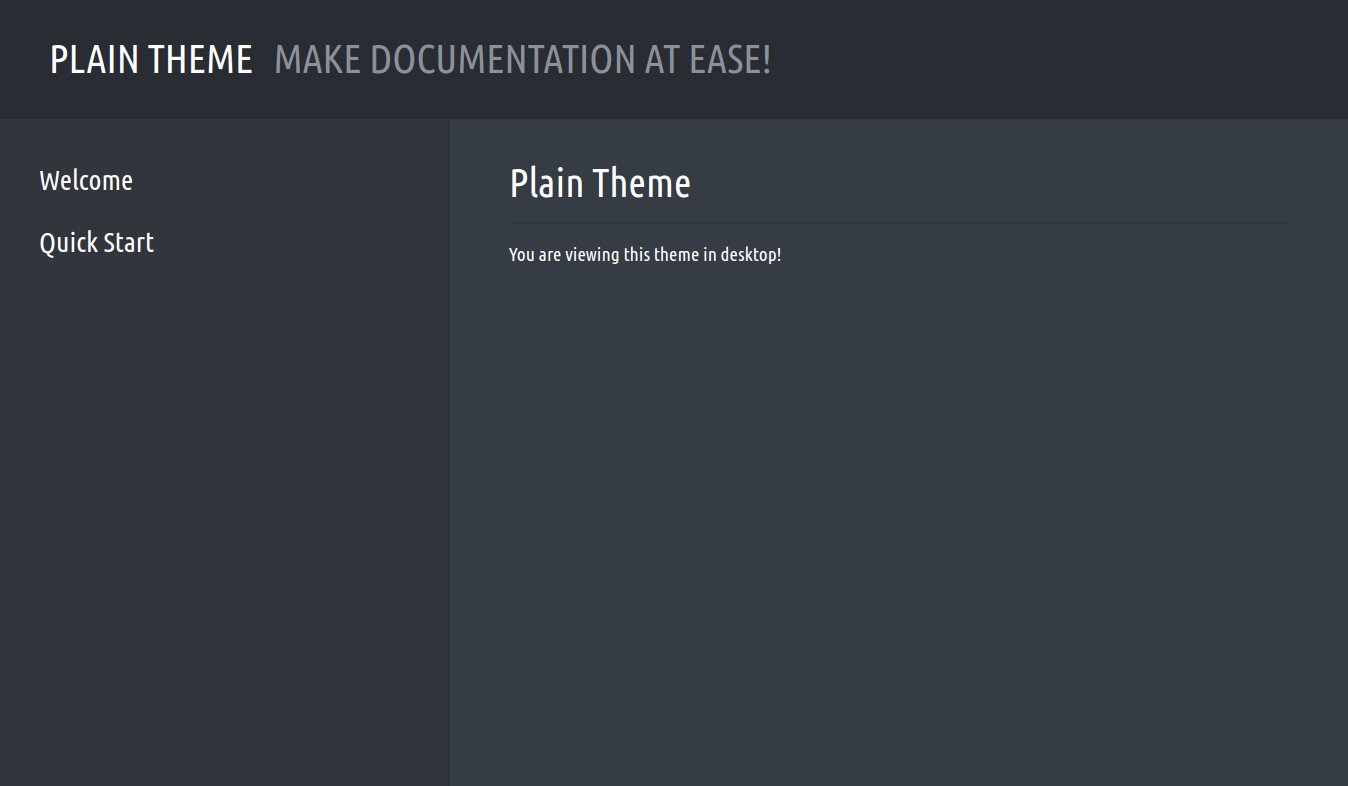 PLAIN THEME MAKE DOCUMENTATION AT EASE!
Welcome
Quick Start
Plain Theme
You are viewing this theme in desktop!